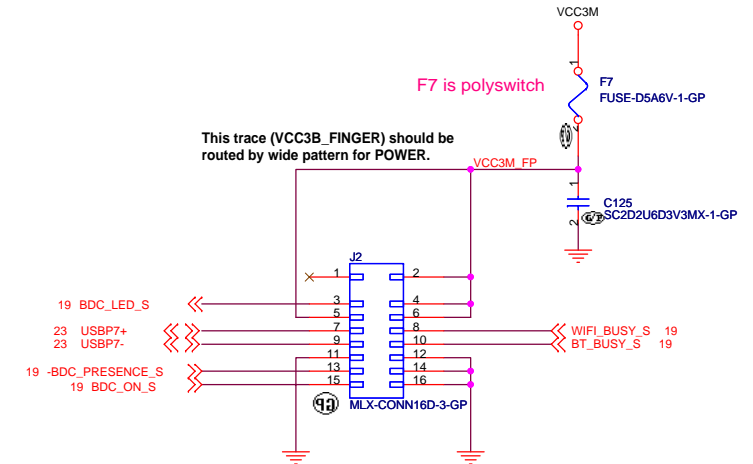 VCC3M
1
F7 is polyswitch
F7
FUSE-D5A6V-1-GP
2
This trace (VCC3B_FINGER) should be
routed by wide pattern for POWER.
VCC3M_FP
1
C125
SC2D2U6D3V3MX-1-GP
2
J2
1 2
19 BDC_LED_S 3 4
5 6
23 USBP7+ 7 8 WIFI_BUSY_S 19
23 USBP7- 9 10 BT_BUSY_S 19
11 12
19 -BDC_PRESENCE_S 13 14
19 BDC_ON_S 15 16
GP
MLX-CONN16D-3-GP